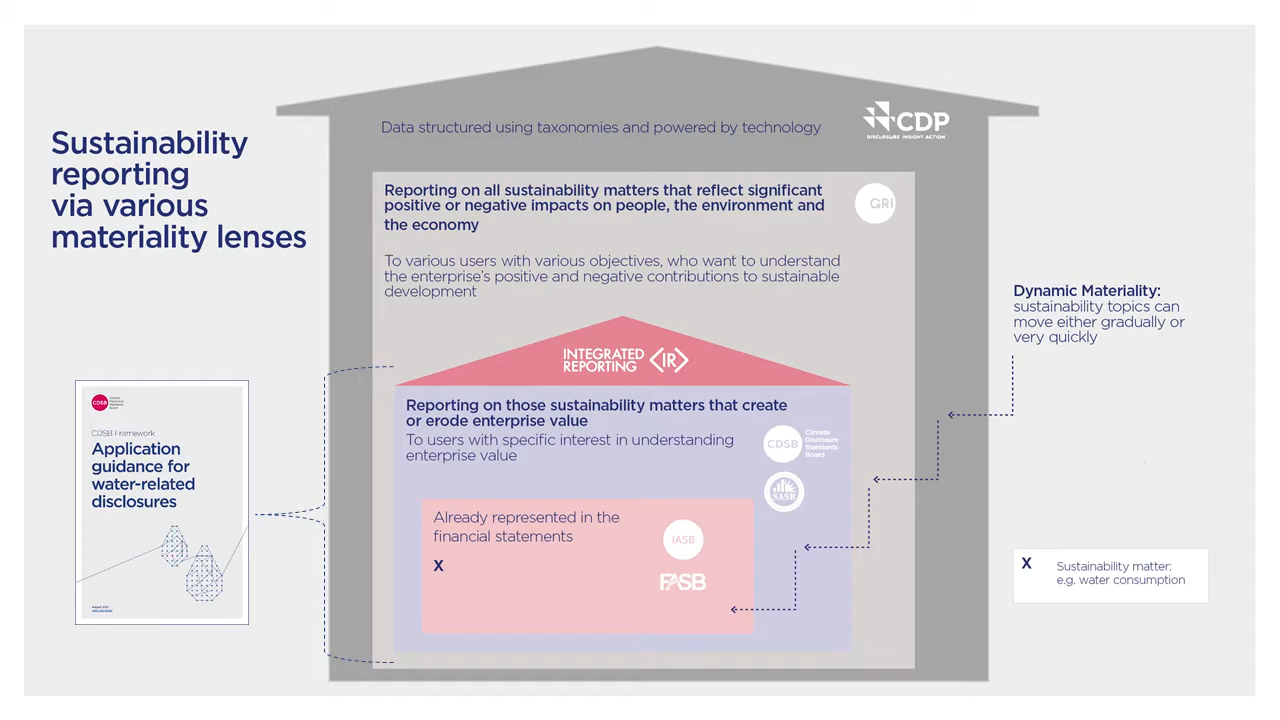 Sustainability
reporting
via various
materiality lenses
Data structured using taxonomies and powered by technology
CDP
DISCLOSURE INSIGHT ACTION
Reporting on all sustainability matters that reflect significant
positive or negative impacts on people, the environment and
the economy
GRI
To various users with various objectives, who want to understand
the enterprise's positive and negative contributions to sustainable
development
Dynamic Materiality:
sustainability topics can
move either gradually or
very quickly
INTEGRATED
REPORTING
<IR>
Reporting on those sustainability matters that create
or erode enterprise value
To users with specific interest in understanding
enterprise value
CDSB
Climate
Disclosure
Standards
Board
SASB
Already represented in the
financial statements
X
IASB
FASB
CDSB
Climate
Disclosure
Standards
Board
CDSB Framework
Application
guidance for
water-related
disclosures
X
Sustainability matter:
e.g. water consumption